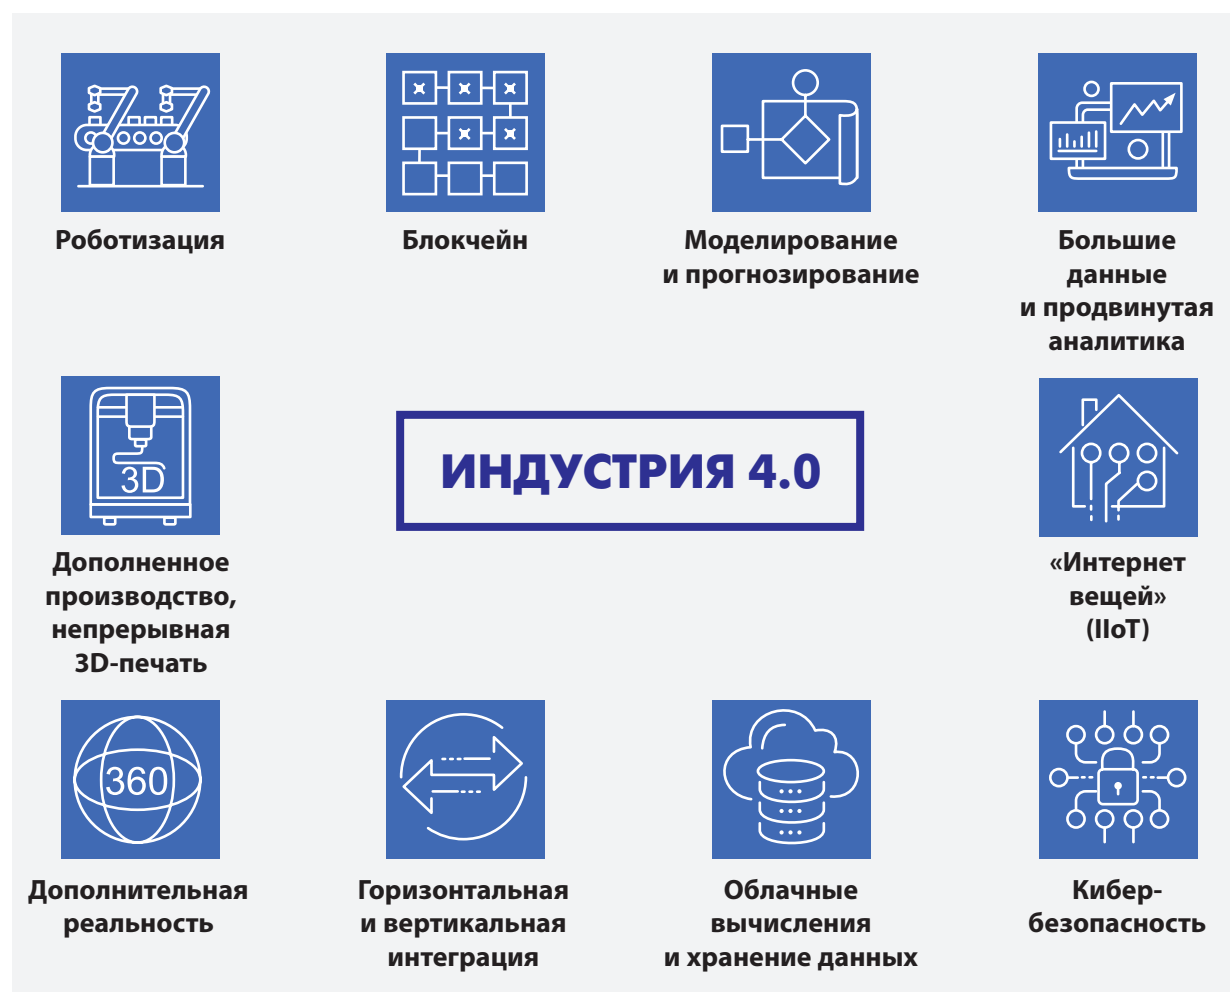 Роботизация
Блокчейн
Моделирование
и прогнозирование
Большие
данные
и продвинутая
аналитика
3D
Дополненное
производство,
непрерывная
3D-печать
ИНДУСТРИЯ 4.0
«Интернет
вещей»
(IIoT)
360
Дополнительная
реальность
Горизонтальная
и вертикальная
интеграция
Облачные
вычисления
и хранение данных
Кибер-
безопасность